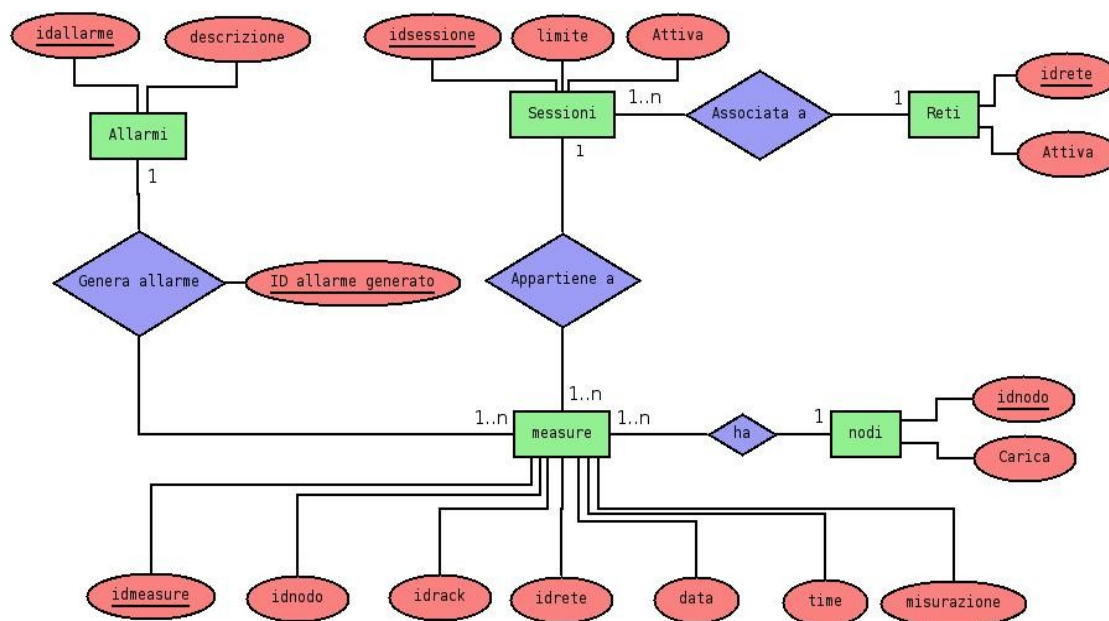 idallarme
descrizione
idsessione
limite
Attiva
Allarmi
Sessioni
1..n
Associata a
1
Reti
idrete
Attiva
1
1
Genera allarme
ID allarme generato
Appartiene a
1..n
1..n
measure
1..n
ha
1
nodi
idnodo
Carica
idmeasure
idnodo
idrack
idrete
data
time
misurazione